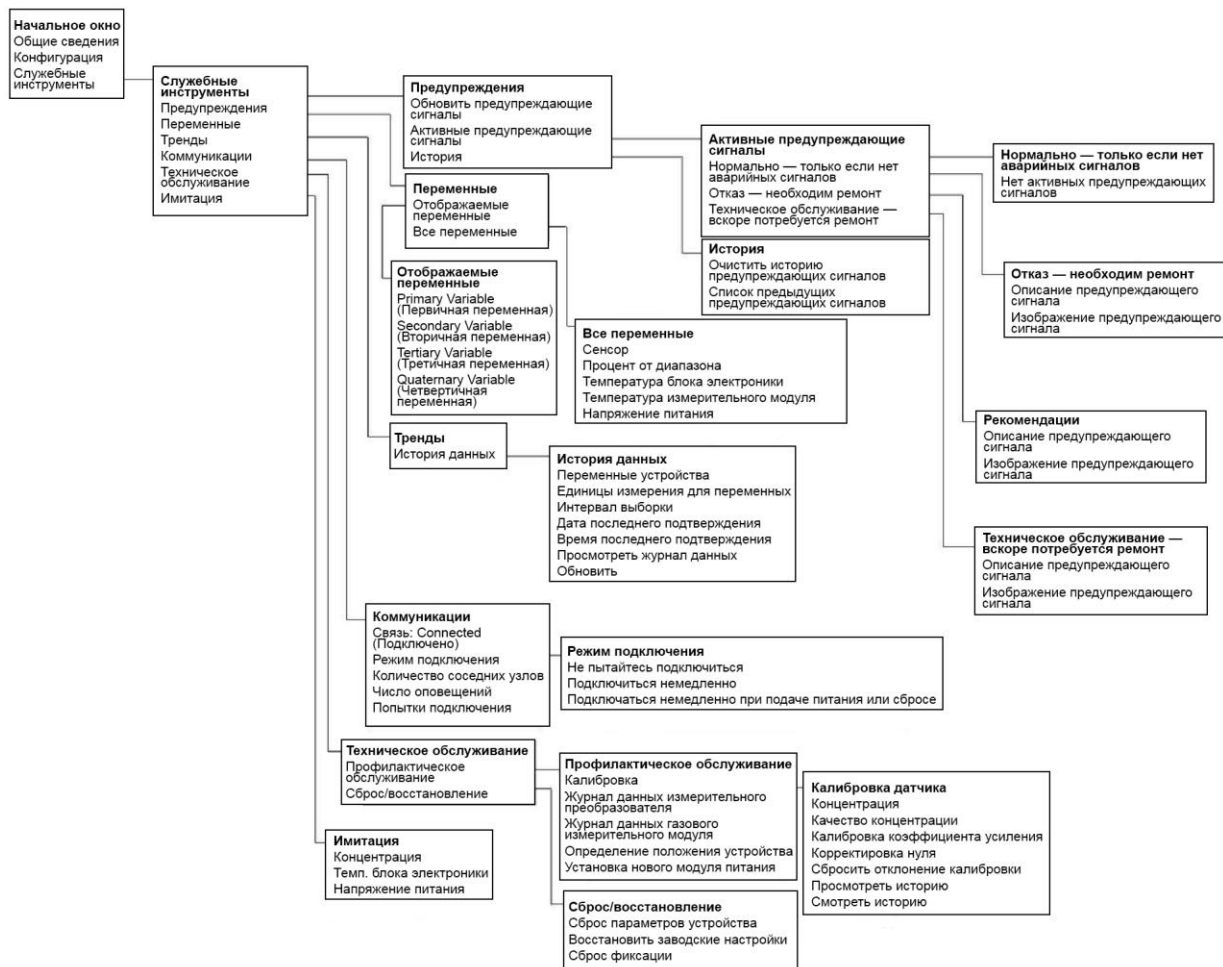 Начальное окно
Общие сведения
Конфигурация
Служебные
инструменты
Служебные
инструменты
Предупреждения
Переменные
Тренды
Коммуникации
Техническое
обслуживание
Имитация
Предупреждения
Обновить предупреждающие
сигналы
Активные предупреждающие
сигналы
История
Активные предупреждающие
сигналы
Нормально — только если нет
аварийных сигналов
Отказ — необходим ремонт
Техническое обслуживание —
вскоре потребуется ремонт
Нормально — только если нет
аварийных сигналов
Нет активных предупреждающих
сигналов
Переменные
Отображаемые
переменные
Все переменные
История
Очистить историю
предупреждающих сигналов
Список предыдущих
предупреждающих сигналов
Отказ — необходим ремонт
Описание предупреждающего
сигнала
Изображение предупреждающего
сигнала
Отображаемые
переменные
Primary Variable
(Первичная переменная)
Secondary Variable
(Вторичная переменная)
Tertiary Variable
(Третичная переменная)
Quaternary Variable
(Четвертичная
переменная)
Все переменные
Сенсор
Процент от диапазона
Температура блока электроники
Температура измерительного модуля
Напряжение питания
Рекомендации
Описание предупреждающего
сигнала
Изображение предупреждающего
сигнала
Тренды
История данных
История данных
Переменные устройства
Единицы измерения для переменных
Интервал выборки
Дата последнего подтверждения
Время последнего подтверждения
Просмотреть журнал данных
Обновить
Техническое обслуживание —
вскоре потребуется ремонт
Описание предупреждающего
сигнала
Изображение предупреждающего
сигнала
Коммуникации
Связь: Connected
(Подключено)
Режим подключения
Количество соседних узлов
Число оповещений
Попытки подключения
Режим подключения
Не пытайтесь подключиться
Подключиться немедленно
Подключаться немедленно при подаче питания или сбросе
Техническое обслуживание
Профилактическое
обслуживание
Сброс/восстановление
Профилактическое обслуживание
Калибровка
Журнал данных измерительного
преобразователя
Журнал данных газового
измерительного модуля
Определение положения устройства
Установка нового модуля питания
Калибровка датчика
Концентрация
Качество концентрации
Калибровка коэффициента усиления
Корректировка нуля
Сбросить отклонение калибровки
Просмотреть историю
Смотреть историю
Имитация
Концентрация
Темп. блока электроники
Напряжение питания
Сброс/восстановление
Сброс параметров устройства
Восстановить заводские настройки
Сброс фиксации